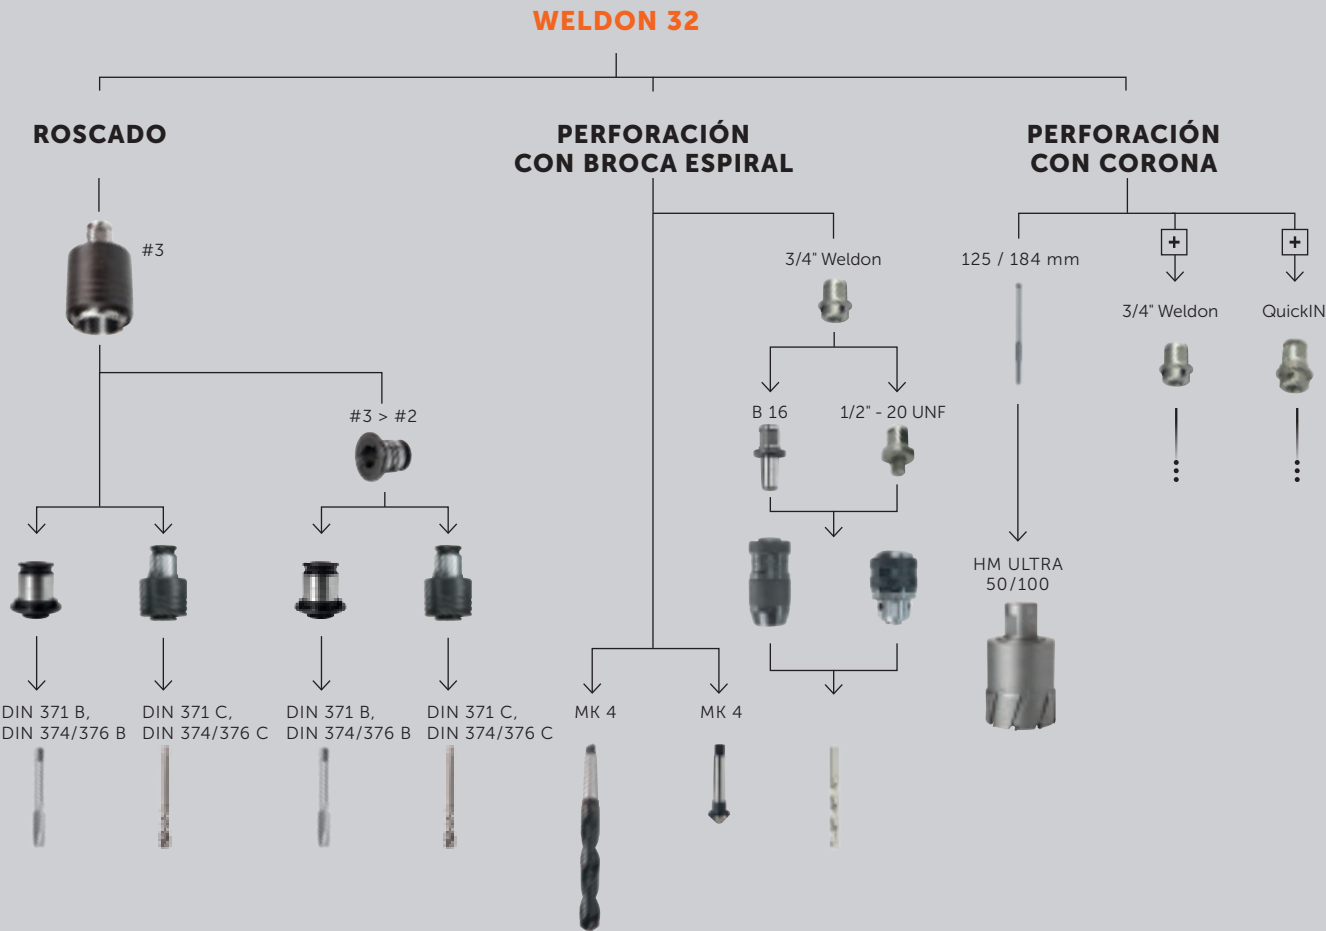 WELDON 32
ROSCADO
#3
#3 > #2
DIN 371 B,
DIN 374/376 B
DIN 371 C,
DIN 374/376 C
DIN 371 B,
DIN 374/376 B
DIN 371 C,
DIN 374/376 C
PERFORACIÓN
CON BROCA ESPIRAL
3/4" Weldon
B 16
1/2" - 20 UNF
MK 4
MK 4
PERFORACIÓN
CON CORONA
125 / 184 mm
HM ULTRA
50/100
+
3/4" Weldon
+
QuickIN